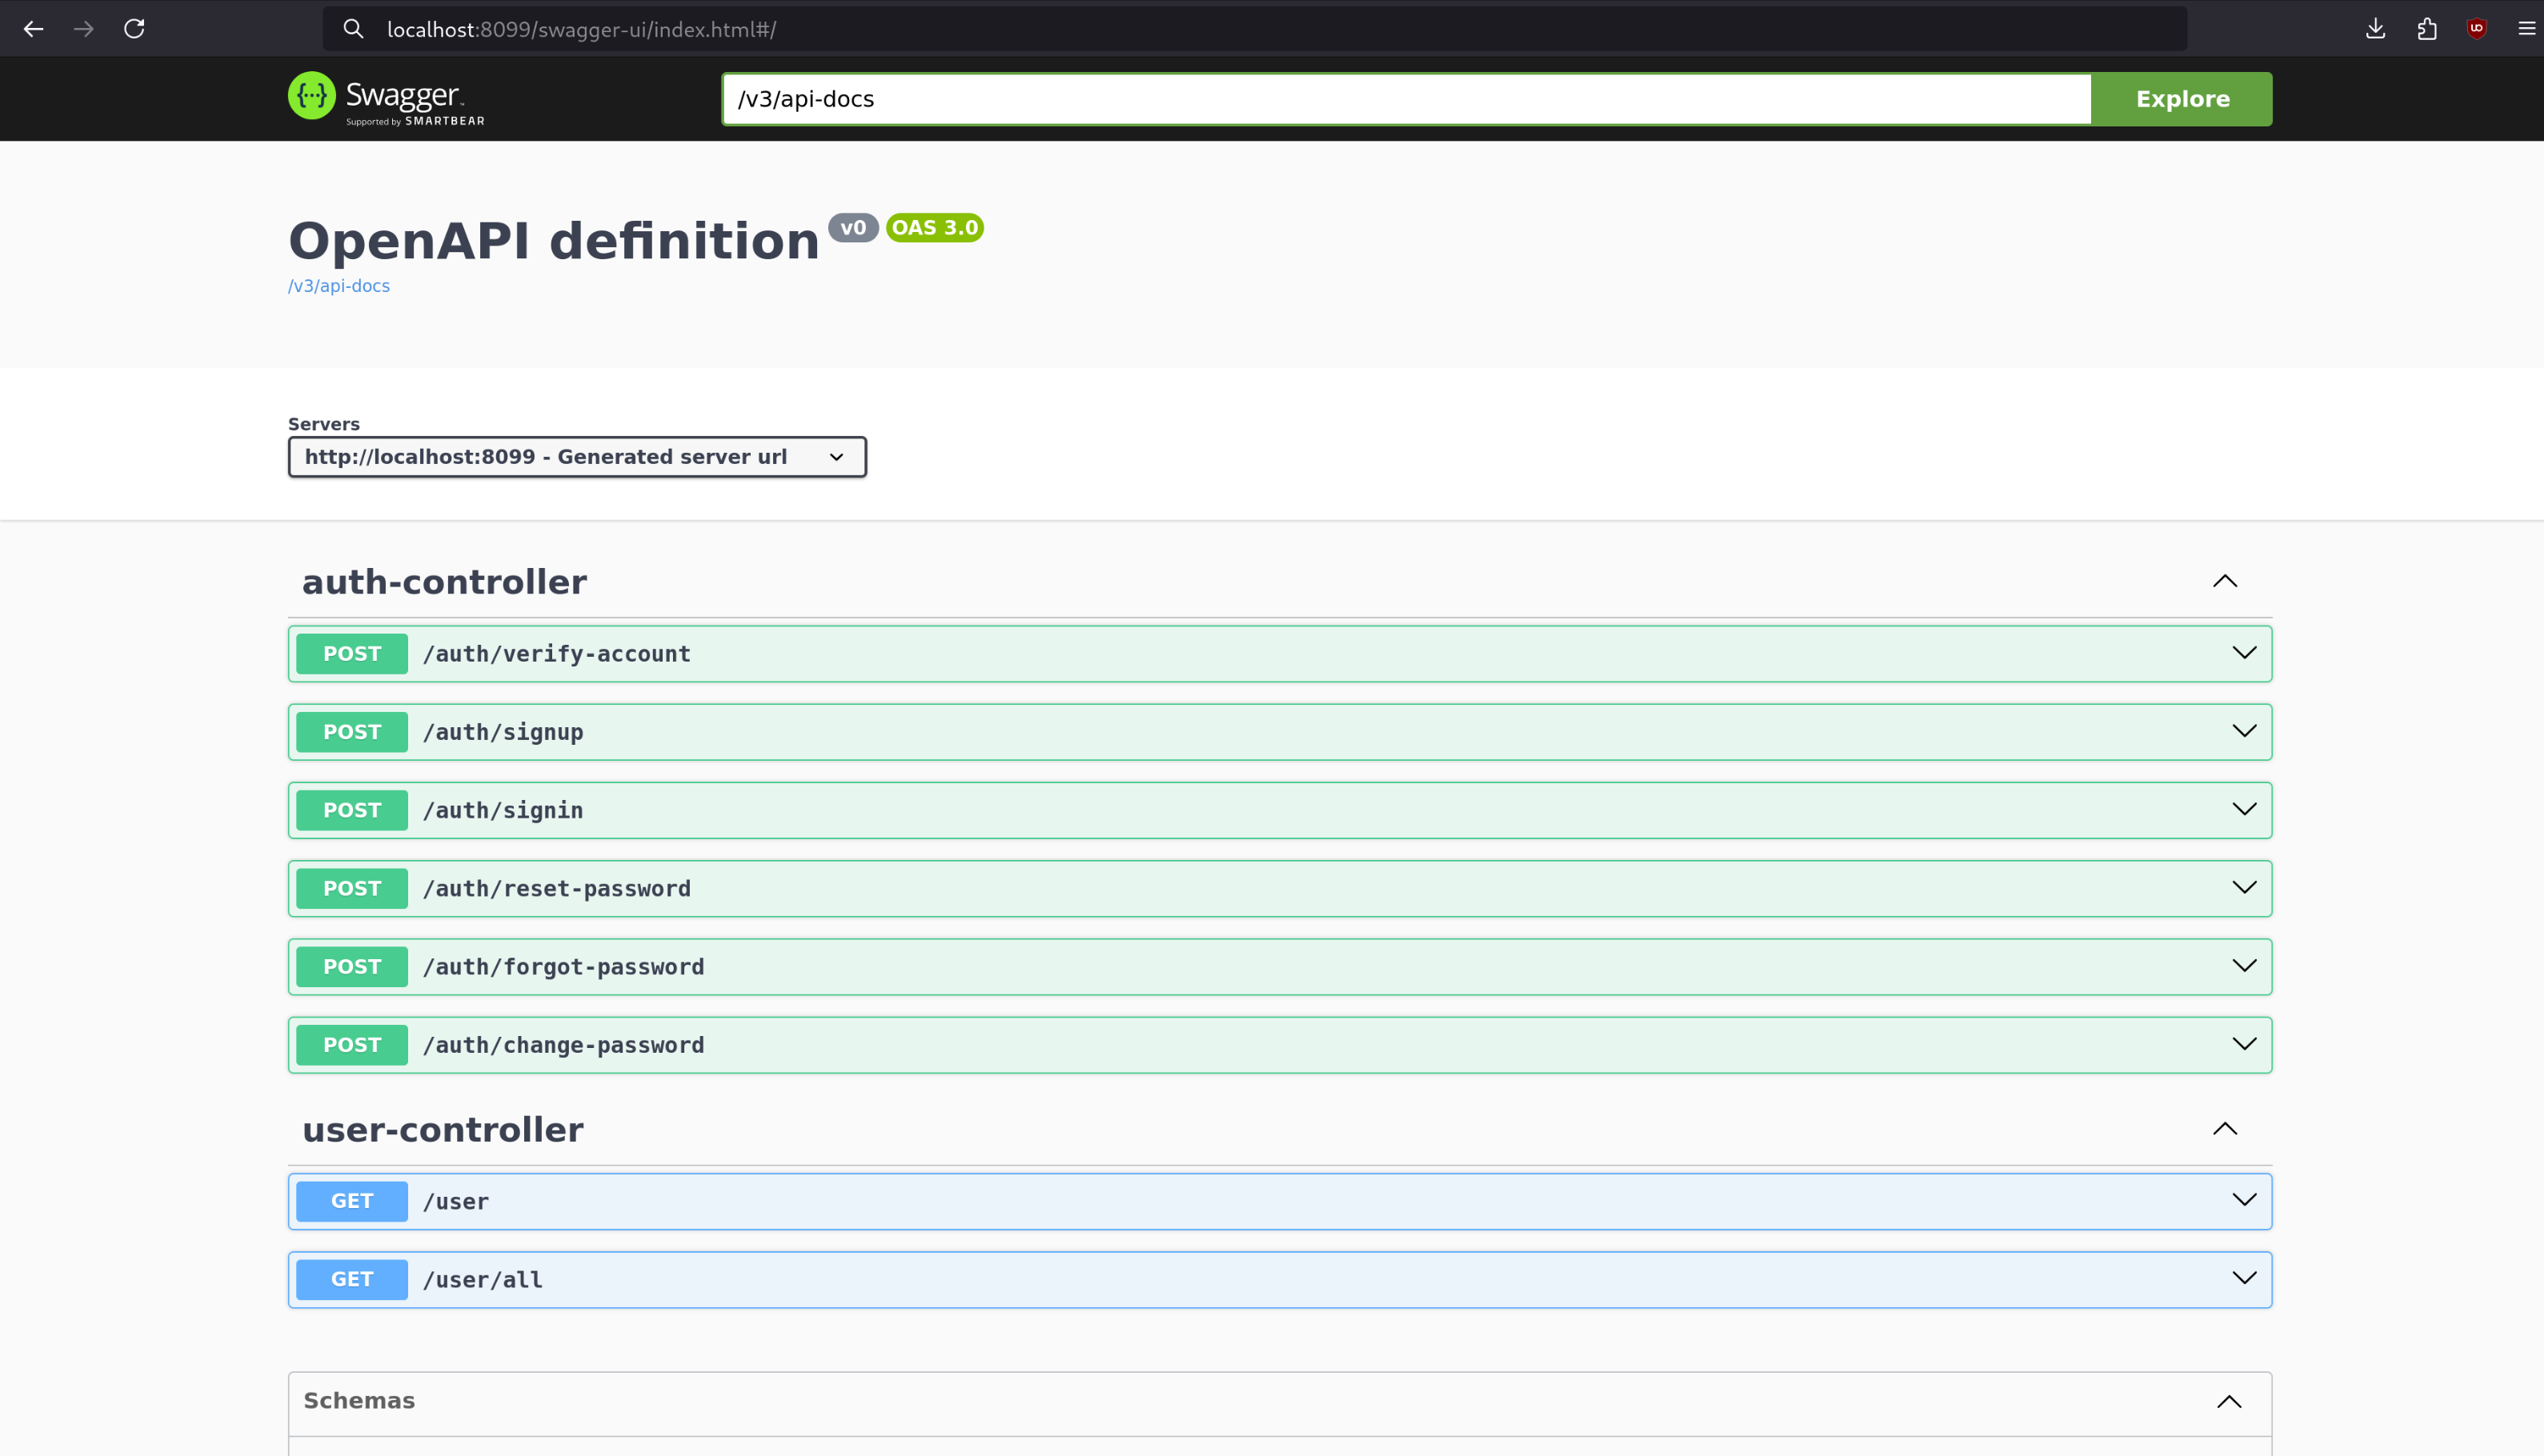 localhost:8099/swagger-ui/index.html#/
Swagger
Supported by SMARTBEAR
/v3/api-docs
Explore
OpenAPI definition v0 OAS 3.0
/v3/api-docs
Servers
http://localhost:8099 - Generated server url
auth-controller
POST /auth/verify-account
POST /auth/signup
POST /auth/signin
POST /auth/reset-password
POST /auth/forgot-password
POST /auth/change-password
user-controller
GET /user
GET /user/all
Schemas